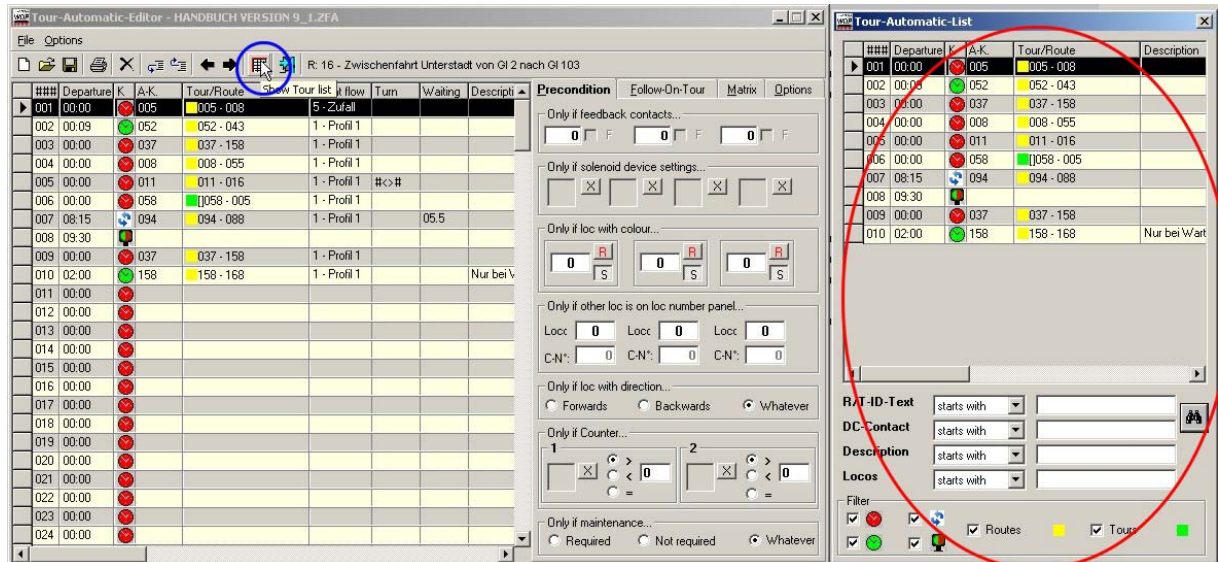 Tour-Automatic-Editor - HANDBUCH VERSION 9_1.ZFA
File Options
R: 16 - Zwischenfahrt Unterstadt von Gl 2 nach Gl 103
Show Tour list
### Departure K A-K. Tour/Route flow Turn Waiting Descripti
001 00:00 005 005 - 008 5 - Zufall
002 00:09 052 052 - 043 1 - Profil 1
003 00:00 037 037 - 158 1 - Profil 1
004 00:00 008 008 - 055 1 - Profil 1
005 00:00 011 011 - 016 1 - Profil 1 #<>#
006 00:00 058 []058 - 005 1 - Profil 1
007 08:15 094 094 - 088 1 - Profil 1 05.5
008 09:30
009 00:00 037 037 - 158 1 - Profil 1
010 02:00 158 158 - 168 1 - Profil 1 Nur bei
011 00:00
012 00:00
013 00:00
014 00:00
015 00:00
016 00:00
017 00:00
018 00:00
019 00:00
020 00:00
021 00:00
022 00:00
023 00:00
024 00:00
Precondition Follow-On-Tour Matrix Options
Only if feedback contacts...
0 F 0 F 0 F
Only if solenoid device settings...
X X X X
Only if loc with colour...
0 R S 0 R S 0 R S
Only if other loc is on loc number panel...
Locc 0 Locc 0 Locc 0
C-N°: 0 C-N°: 0 C-N°: 0
Only if loc with direction...
Forwards Backwards Whatever
Only if Counter...
1 X > < = 0 2 X > < = 0
Only if maintenance...
Required Not required Whatever
Tour-Automatic-List
### Departure K A-K. Tour/Route Description
001 00:00 005 005 - 008
002 00:09 052 052 - 043
003 00:00 037 037 - 158
004 00:00 008 008 - 055
005 00:00 011 011 - 016
006 00:00 058 []058 - 005
007 08:15 094 094 - 088
008 09:30
009 00:00 037 037 - 158
010 02:00 158 158 - 168 Nur bei Wart
RAT-ID-Text starts with
DC-Contact starts with
Description starts with
Locos starts with
Filter
Routes Tours